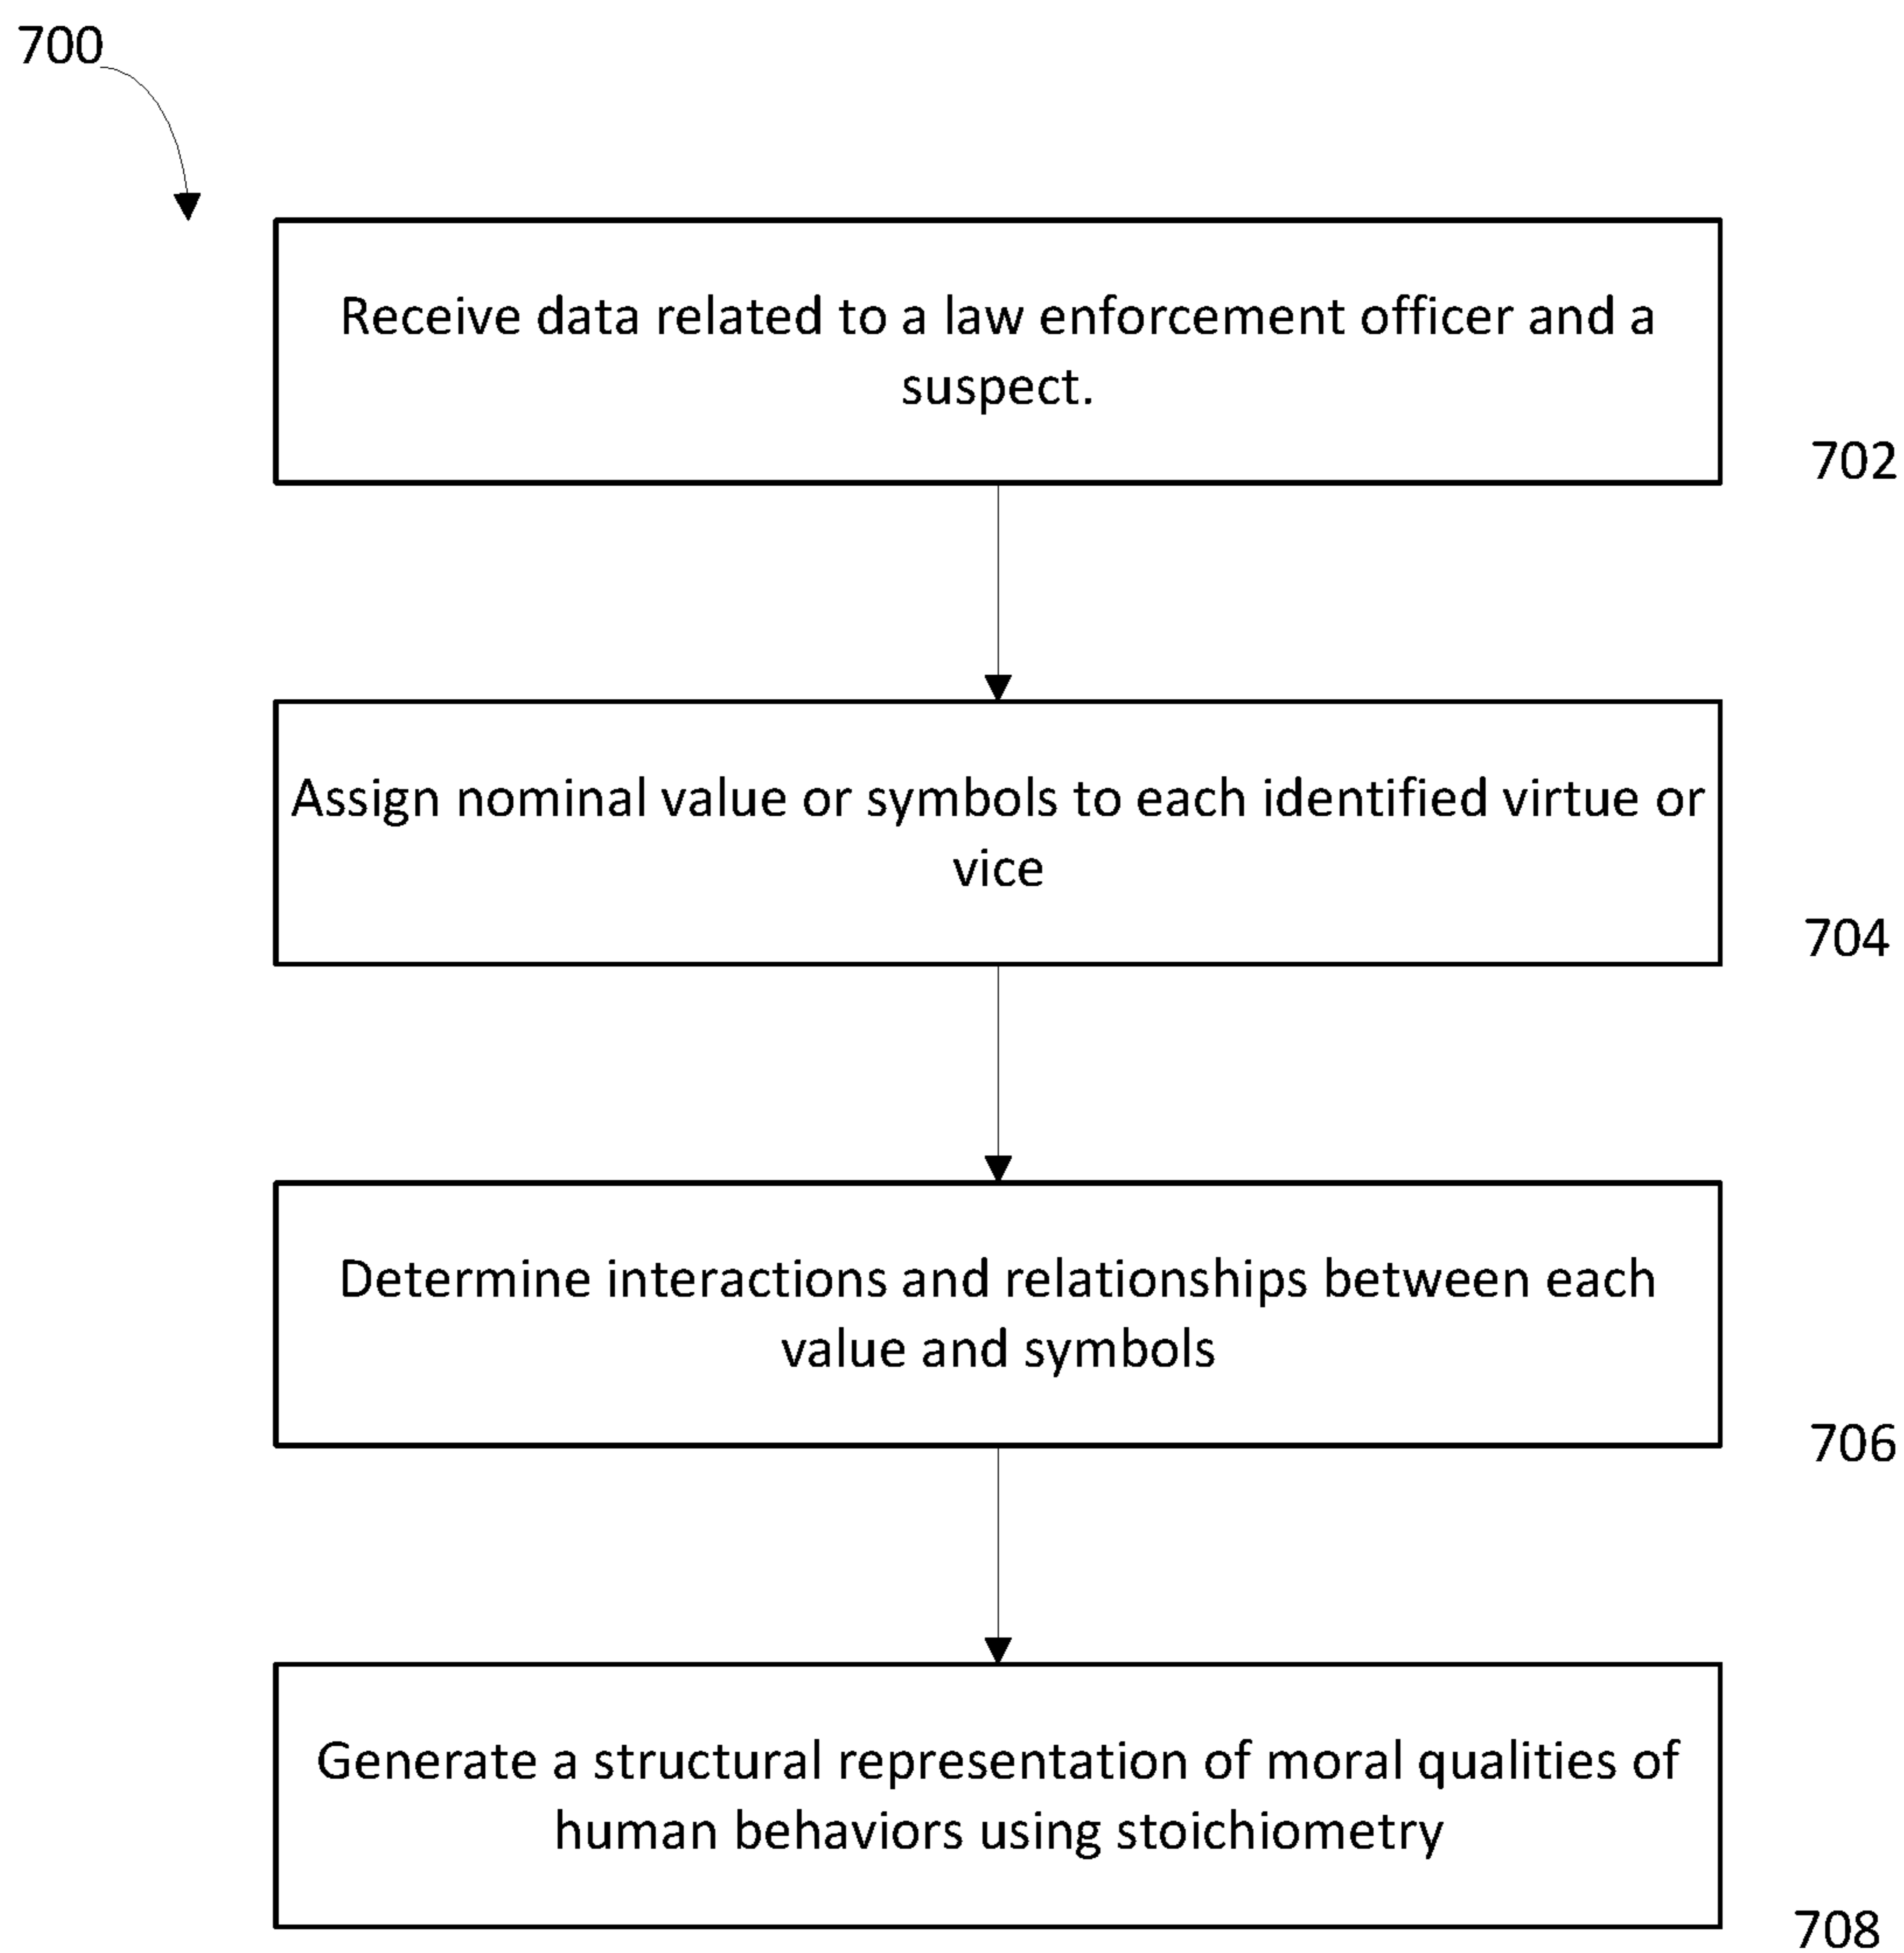 700
Receive data related to a law enforcement officer and a
suspect.
702
Assign nominal value or symbols to each identified virtue or
vice
704
Determine interactions and relationships between each
value and symbols
706
Generate a structural representation of moral qualities of
human behaviors using stoichiometry
708